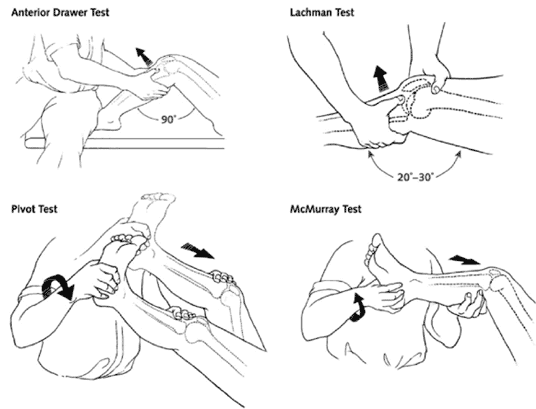 Anterior Drawer Test
Lachman Test
90°
20°–30°
Pivot Test
McMurray Test